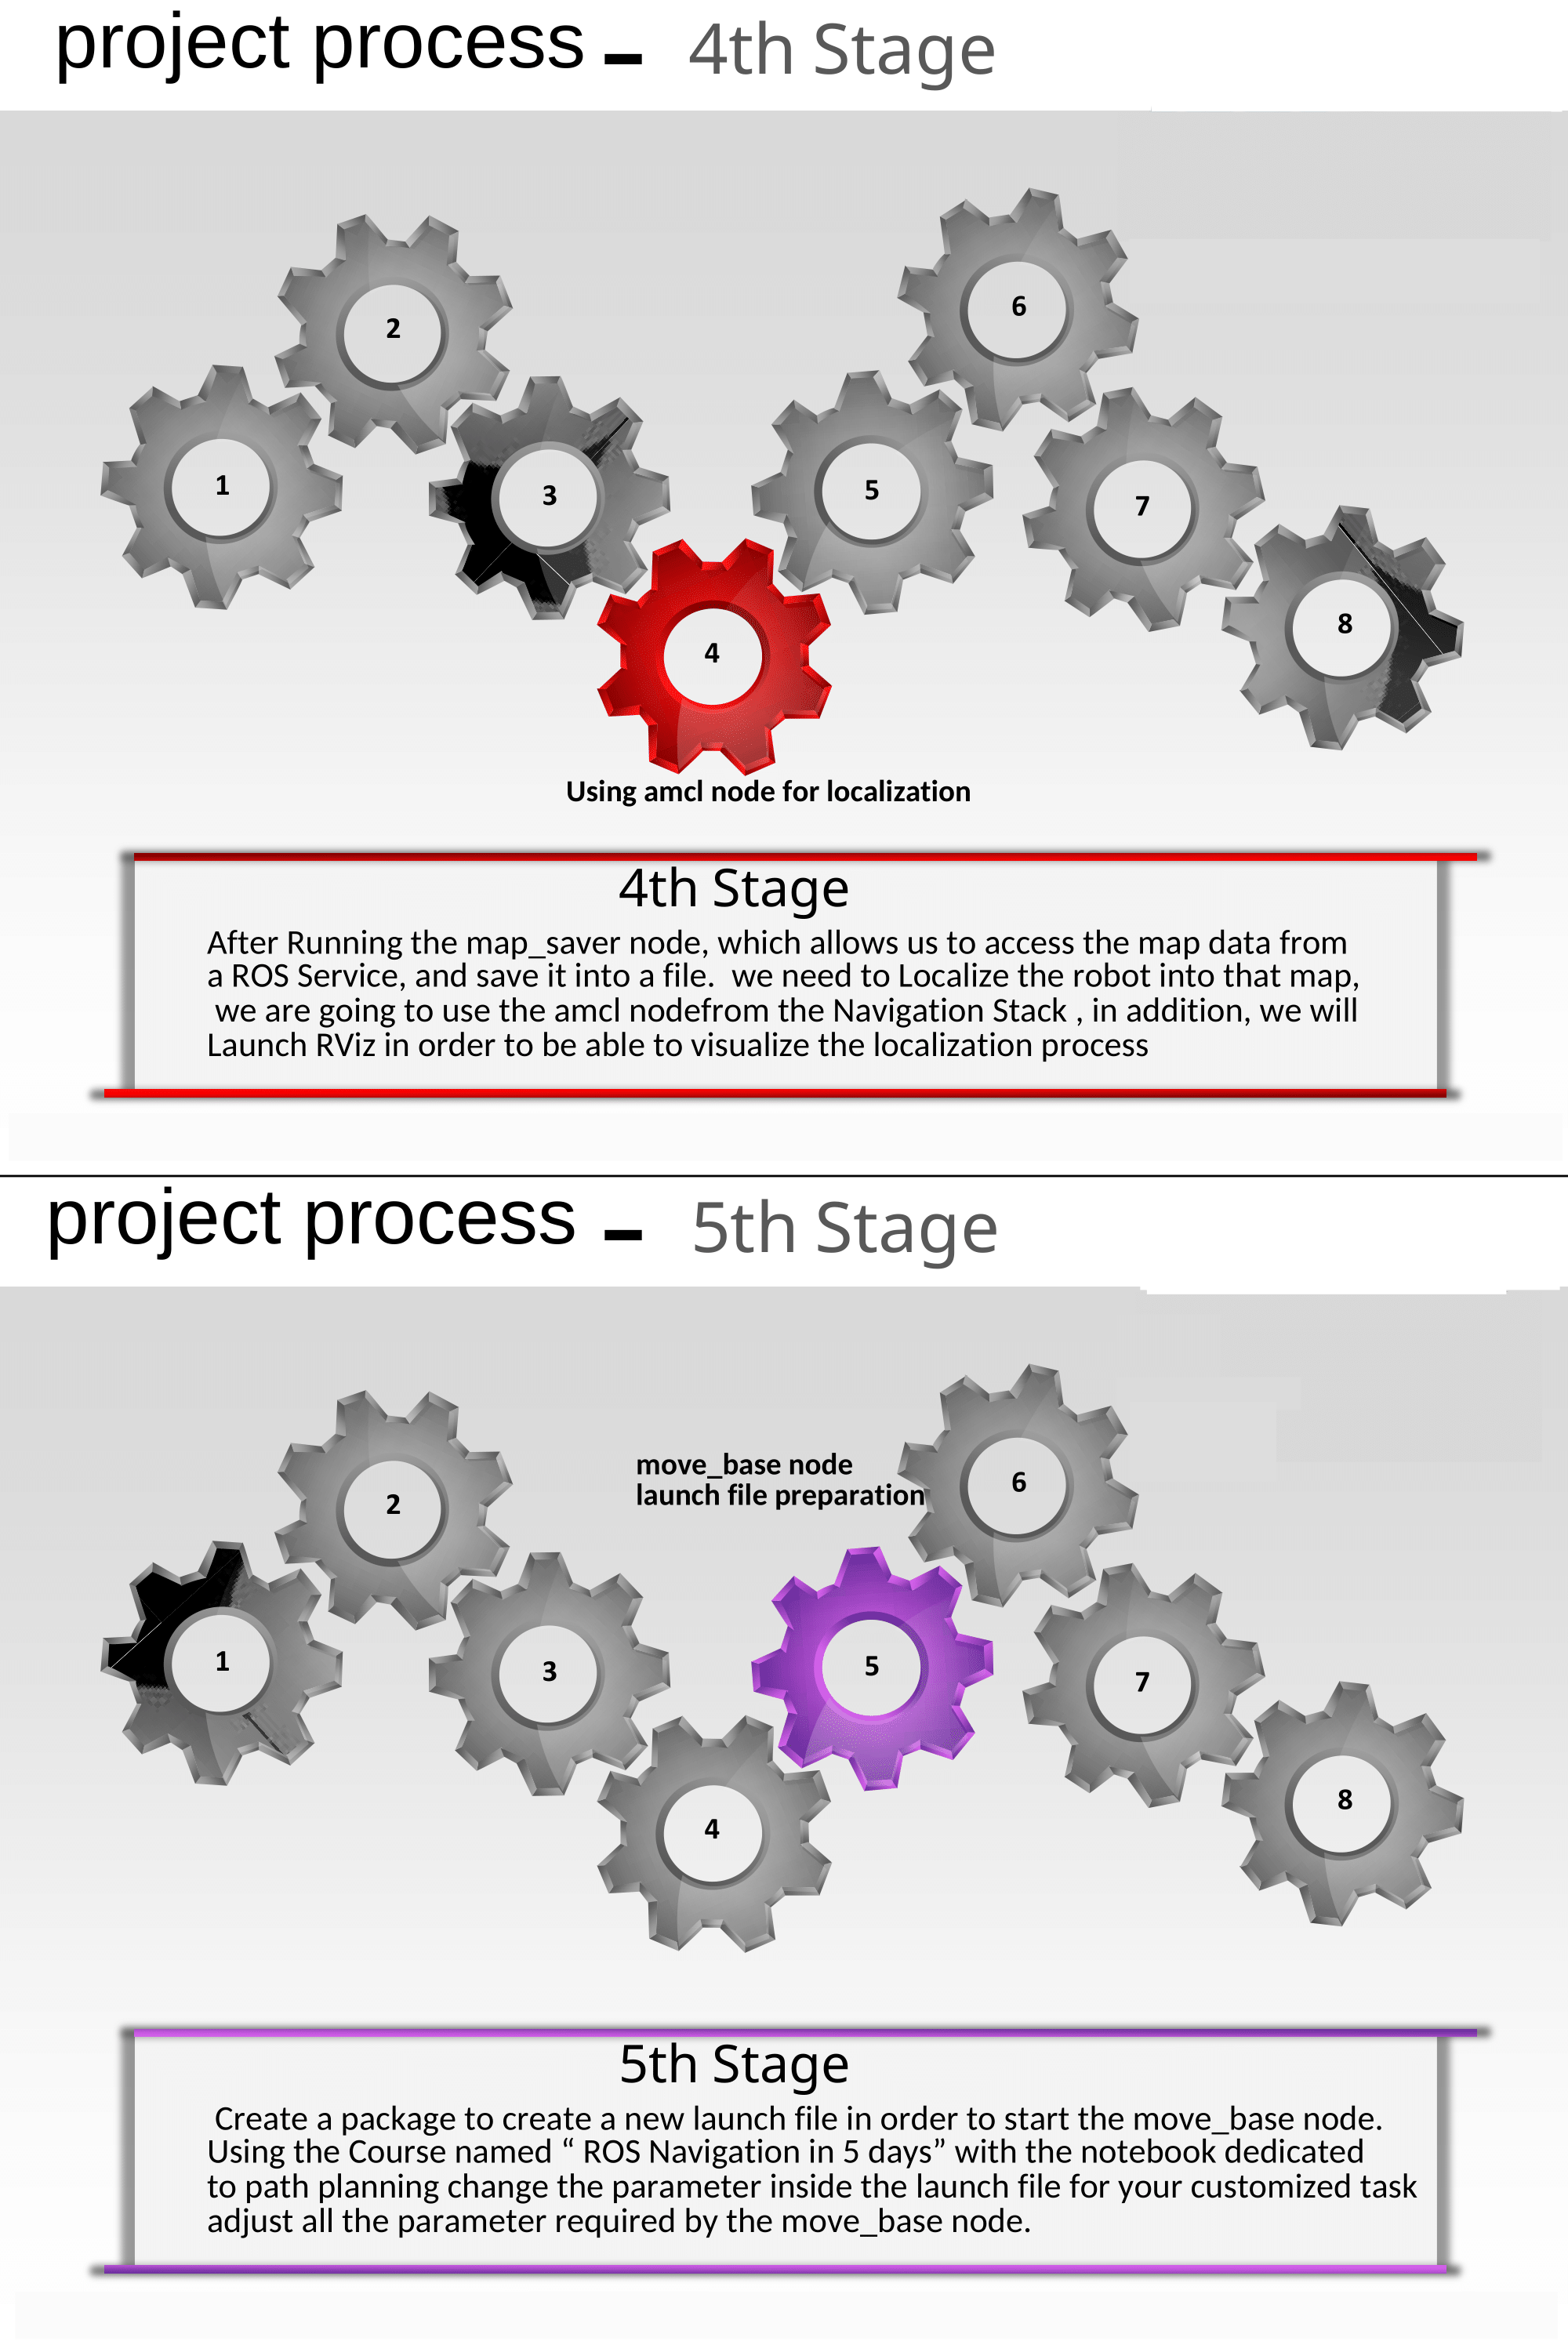 project process - 4th Stage
2
6
1
3
5
7
8
4
Using amcl node for localization
4th Stage
After Running the map_saver node, which allows us to access the map data from
a ROS Service, and save it into a file.  we need to Localize the robot into that map,
we are going to use the amcl nodefrom the Navigation Stack , in addition, we will
Launch RViz in order to be able to visualize the localization process
project process - 5th Stage
move_base node
launch file preparation
2
6
1
3
5
7
8
4
5th Stage
Create a package to create a new launch file in order to start the move_base node.
Using the Course named “ ROS Navigation in 5 days” with the notebook dedicated
to path planning change the parameter inside the launch file for your customized task
adjust all the parameter required by the move_base node.